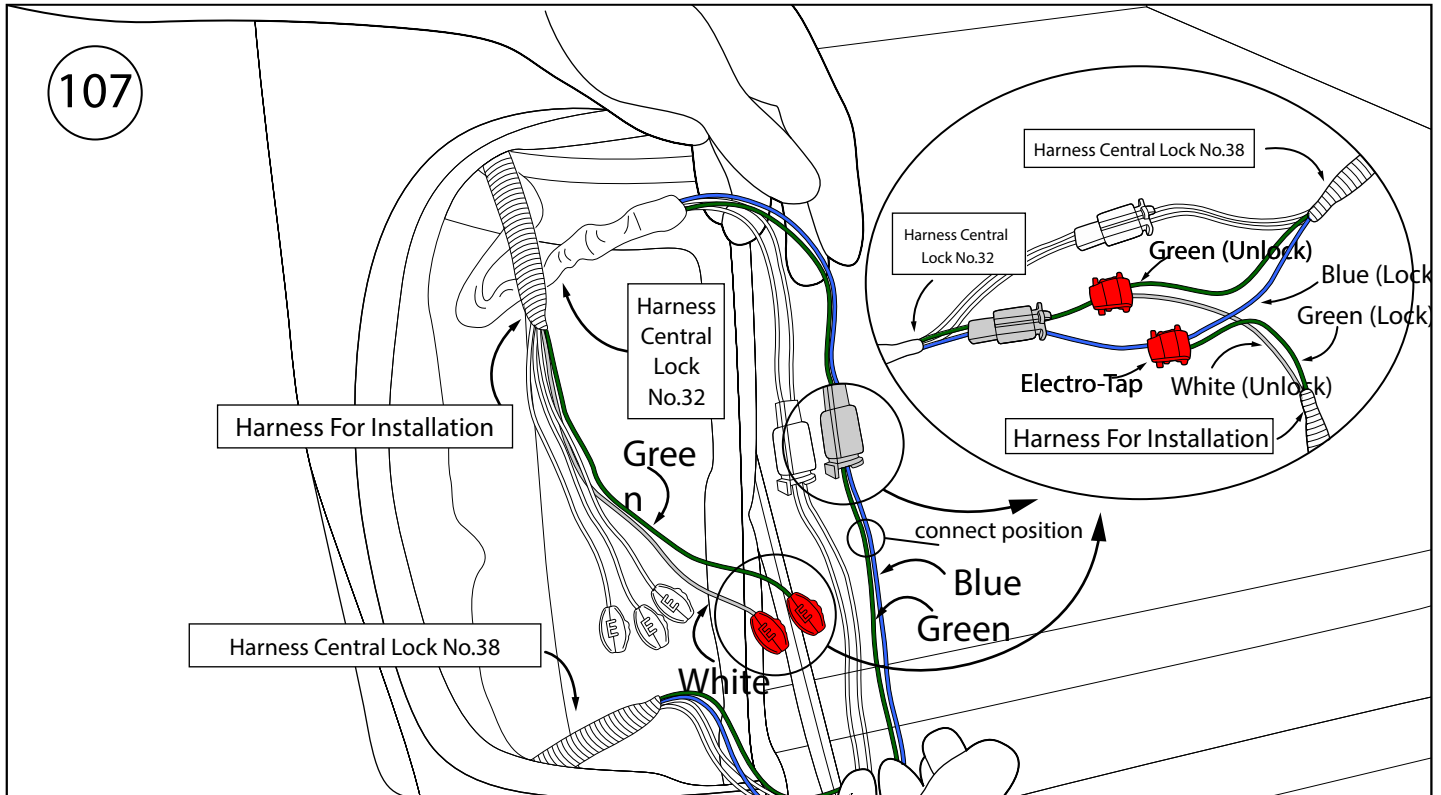 107
Harness Central Lock No.38
Harness Central
Lock No.32
Green (Unlock)
Blue (Lock
Green (Lock)
Electro-Tap
White (Unlock)
Harness For Installation
Harness
Central
Lock
No.32
Harness For Installation
Gree
n
connect position
Blue
Green
Harness Central Lock No.38
White